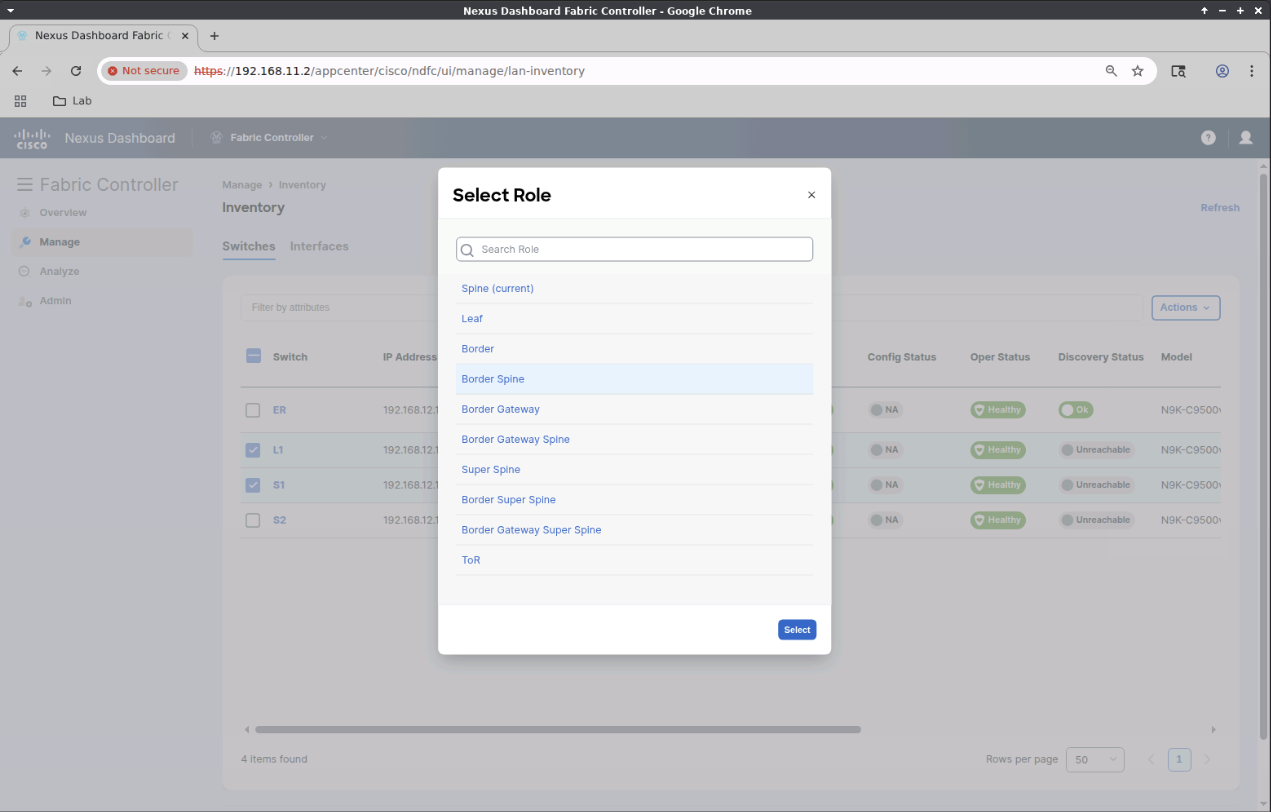 Nexus Dashboard Fabric Controller - Google Chrome
Nexus Dashboard Fabric
Not secure https://192.168.11.2/appcenter/cisco/ndfc/ui/manage/lan-inventory
Lab
CISCO Nexus Dashboard Fabric Controller
Fabric Controller
Overview
Manage
Analyze
Admin
Manage > Inventory
Inventory
Refresh
Switches Interfaces
Filter by attributes
Actions
Switch IP Address Config Status Oper Status Discovery Status Model
ER 192.168.12.1 NA Healthy Ok N9K-C9500v
L1 192.168.12.1 NA Healthy Unreachable N9K-C9500v
S1 192.168.12.1 NA Healthy Unreachable N9K-C9500v
S2 192.168.12.1 NA Healthy Unreachable N9K-C9500v
4 items found
Rows per page 50 1
Select Role
Search Role
Spine (current)
Leaf
Border
Border Spine
Border Gateway
Border Gateway Spine
Super Spine
Border Super Spine
Border Gateway Super Spine
ToR
Select